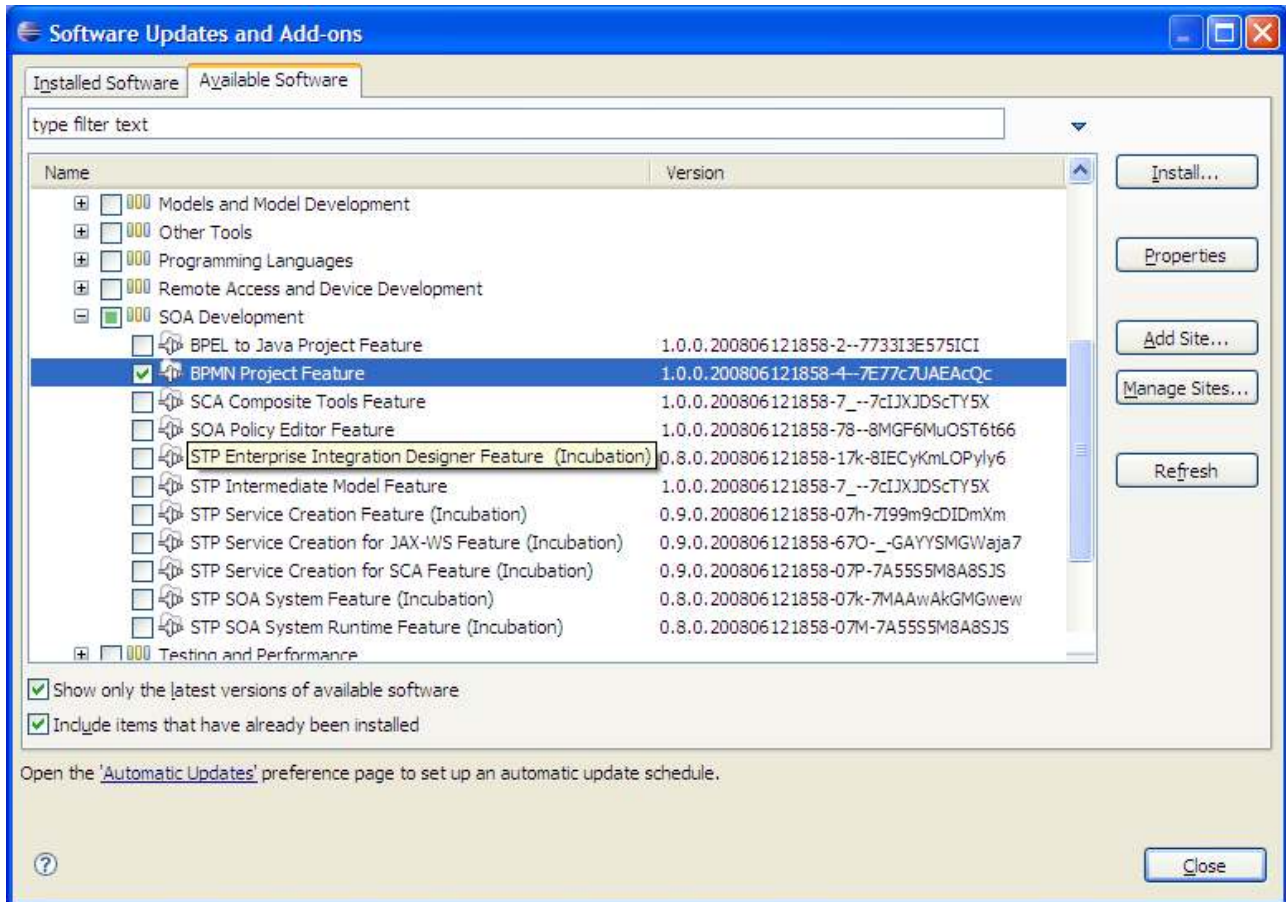 Software Updates and Add-ons
Installed Software
Available Software
type filter text
Name Version
Install...
Models and Model Development
Other Tools
Programming Languages
Properties
Remote Access and Device Development
SOA Development
BPEL to Java Project Feature 1.0.0.200806121858-2--7733I3E575ICI
Add Site...
BPMN Project Feature 1.0.0.200806121858-4--7E77c7UAEAcQc
Manage Sites...
SCA Composite Tools Feature 1.0.0.200806121858-7_--7cIJXJDScTY5X
SOA Policy Editor Feature 1.0.0.200806121858-78--8MGF6MuOST6t66
STP Enterprise Integration Designer Feature (Incubation) 0.8.0.200806121858-17k-8IECyKmLOPyly6
Refresh
STP Intermediate Model Feature 1.0.0.200806121858-7_--7cIJXJDScTY5X
STP Service Creation Feature (Incubation) 0.9.0.200806121858-07h-7I99m9cDIDmXm
STP Service Creation for JAX-WS Feature (Incubation) 0.9.0.200806121858-67O-_-GAYYSMGWaja7
STP Service Creation for SCA Feature (Incubation) 0.9.0.200806121858-07P-7A55S5M8A8SJS
STP SOA System Feature (Incubation) 0.8.0.200806121858-07k-7MAAwAkGMGwew
STP SOA System Runtime Feature (Incubation) 0.8.0.200806121858-07M-7A55S5M8A8SJS
Testing and Performance
Show only the latest versions of available software
Include items that have already been installed
Open the 'Automatic Updates' preference page to set up an automatic update schedule.
Close